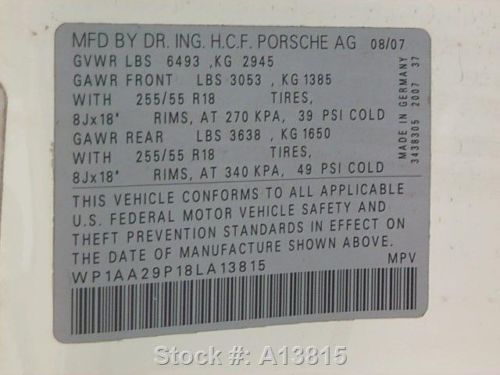 MFD BY DR. ING. H.C.F. PORSCHE AG 08/07
GVWR LBS 6493 ,KG 2945
GAWR FRONT LBS 3053 ,KG 1385
WITH 255/55 R18 TIRES,
8Jx18" RIMS, AT 270 KPA, 39 PSI COLD
GAWR REAR LBS 3638 ,KG 1650
WITH 255/55 R18 TIRES,
8Jx18" RIMS, AT 340 KPA, 49 PSI COLD
MADE IN GERMANY
3438305 2007 37
THIS VEHICLE CONFORMS TO ALL APPLICABLE
U.S. FEDERAL MOTOR VEHICLE SAFETY AND
THEFT PREVENTION STANDARDS IN EFFECT ON
THE DATE OF MANUFACTURE SHOWN ABOVE.
WP1AA29P18LA13815 MPV
Stock #: A13815